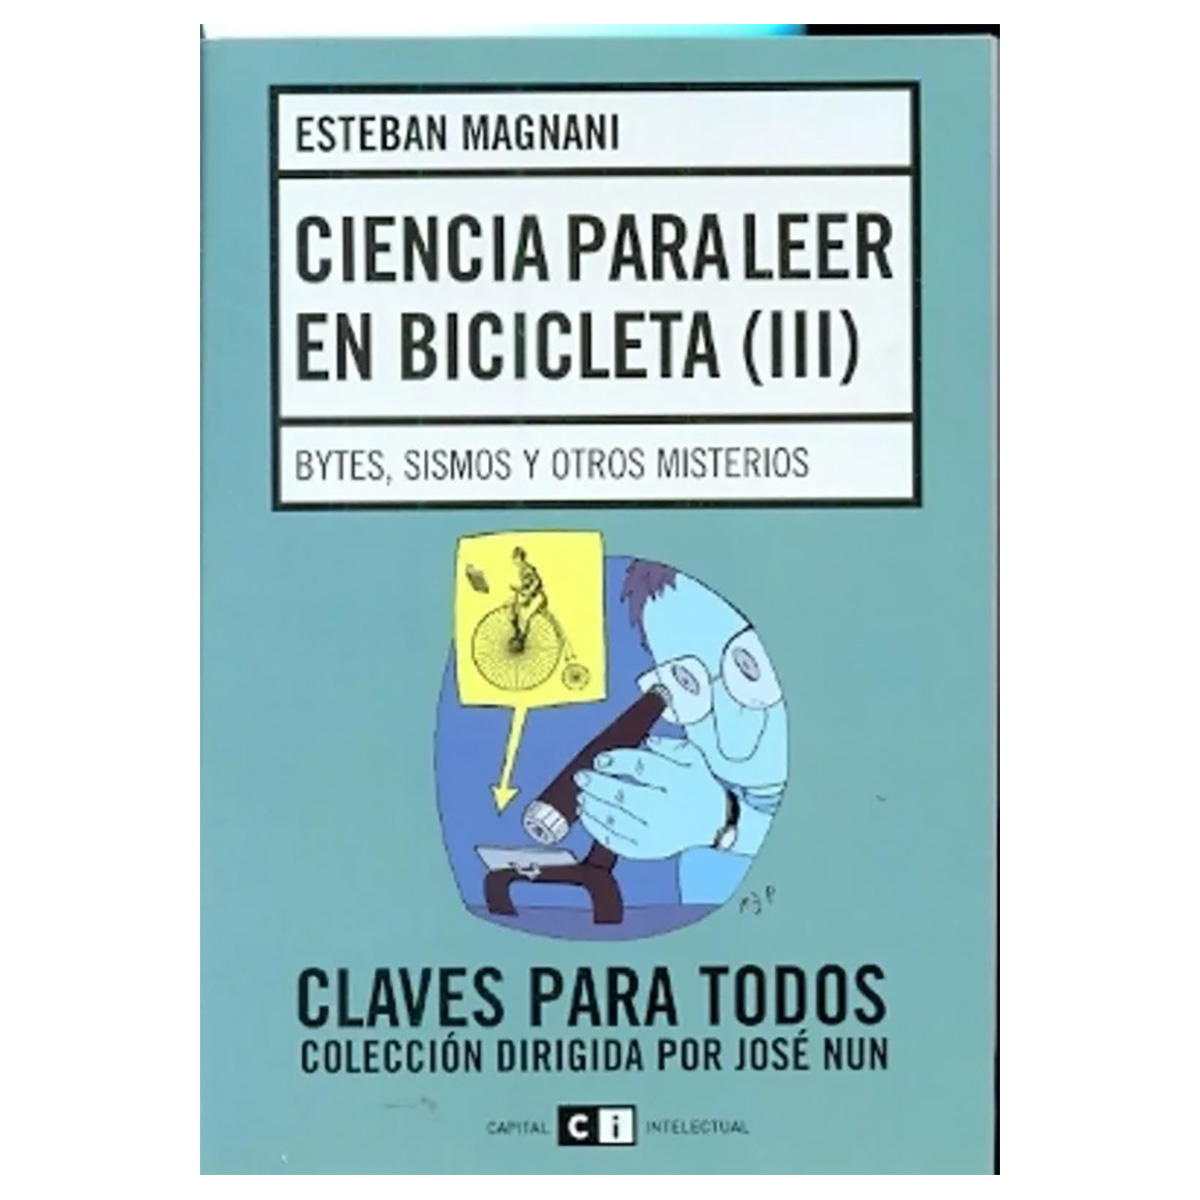 ESTEBAN MAGNANI
CIENCIA PARA LEER
EN BICICLETA (III)
BYTES, SISMOS Y OTROS MISTERIOS
CLAVES PARA TODOS
COLECCIÓN DIRIGIDA POR JOSÉ NUN
CAPITAL Ci INTELECTUAL